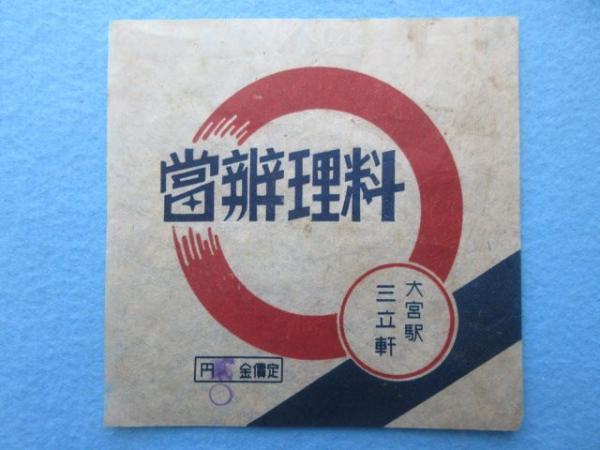 料理辨當
大宮駅
三立軒
定價金 円